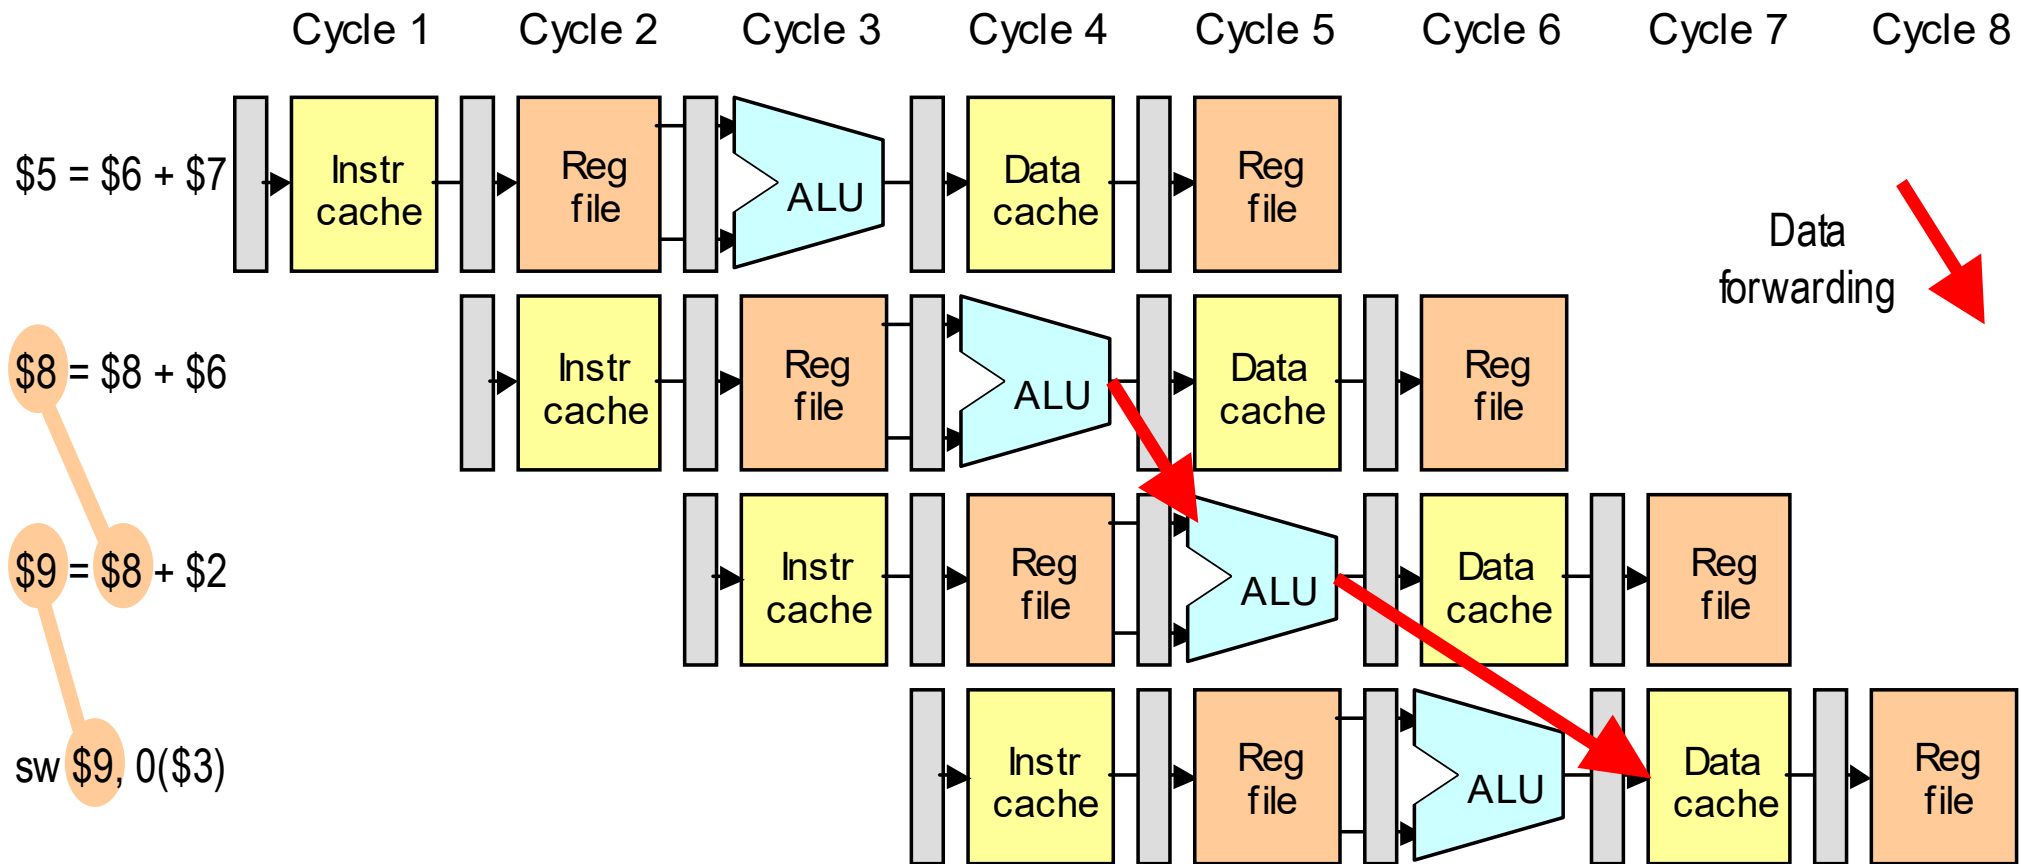 Cycle 1 Cycle 2 Cycle 3 Cycle 4 Cycle 5 Cycle 6 Cycle 7 Cycle 8
$5 = $6 + $7
Instr
cache
Reg
file
ALU
Data
cache
Reg
file
Data
forwarding
$8 = $8 + $6
Instr
cache
Reg
file
ALU
Data
cache
Reg
file
$9 = $8 + $2
Instr
cache
Reg
file
ALU
Data
cache
Reg
file
sw $9, 0($3)
Instr
cache
Reg
file
ALU
Data
cache
Reg
file